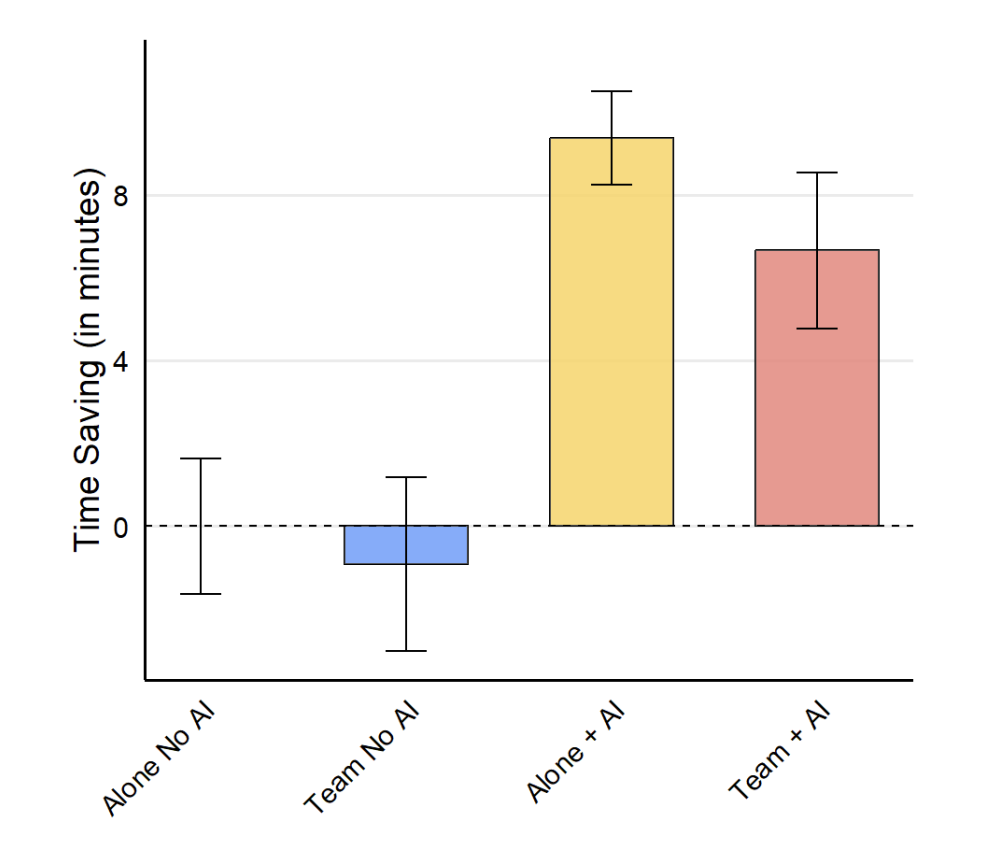 Time Saving (in minutes)
8
4
0
Alone No AI
Team No AI
Alone + AI
Team + AI